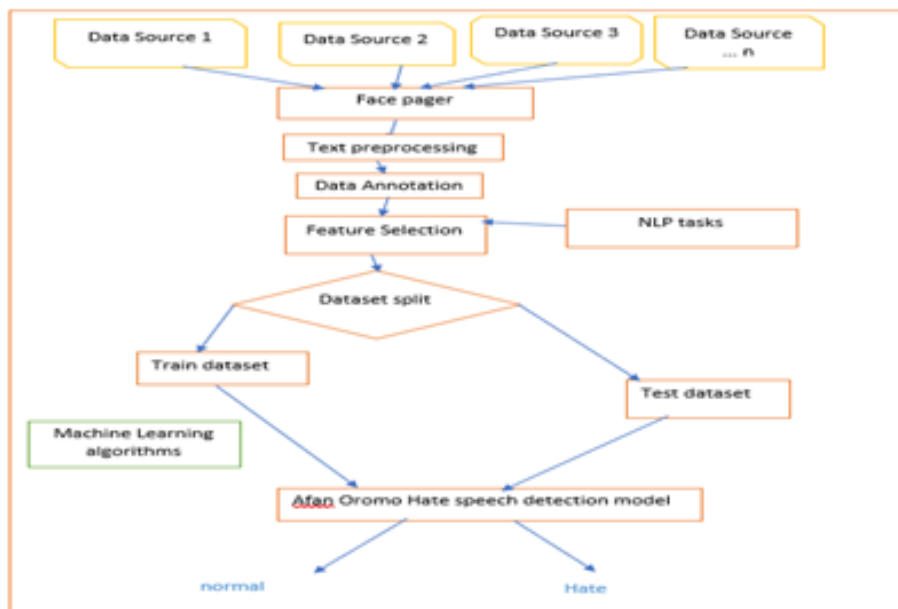 Data Source 1
Data Source 2
Data Source 3
Data Source
... n
Face pager
Text preprocessing
Data Annotation
Feature Selection
NLP tasks
Dataset split
Train dataset
Test dataset
Machine Learning
algorithms
Afan Oromo Hate speech detection model
normal
Hate